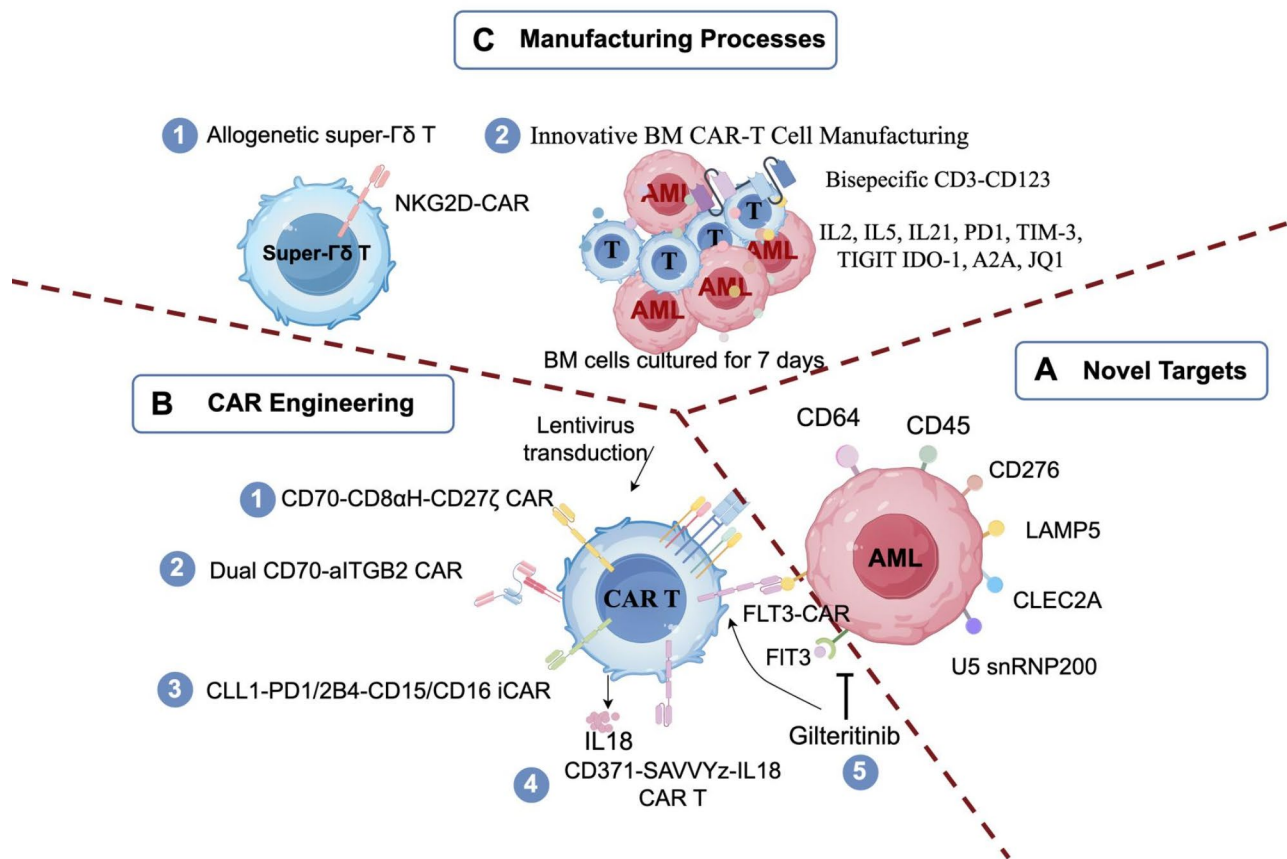 C Manufacturing Processes
1 Allogenetic super-Γδ T
NKG2D-CAR
Super-Γδ T
2 Innovative BM CAR-T Cell Manufacturing
AML
T
T
T
T
AML
AML
AML
Bisepecific CD3-CD123
IL2, IL5, IL21, PD1, TIM-3,
TIGIT IDO-1, A2A, JQ1
BM cells cultured for 7 days
A Novel Targets
CD64
CD45
CD276
LAMP5
CLEC2A
U5 snRNP200
AML
B CAR Engineering
Lentivirus
transduction
1 CD70-CD8αH-CD27ζ CAR
2 Dual CD70-aITGB2 CAR
3 CLL1-PD1/2B4-CD15/CD16 iCAR
CAR T
IL18
4 CD371-SAVVYz-IL18
CAR T
FLT3-CAR
FIT3
Gilteritinib
5